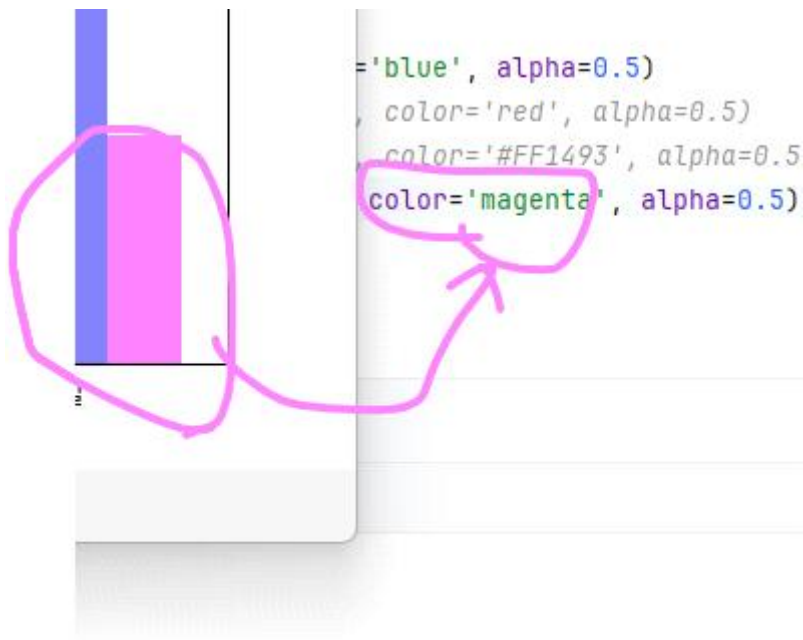 ='blue', alpha=0.5)
, color='red', alpha=0.5)
, color='#FF1493', alpha=0.5
color='magenta', alpha=0.5)